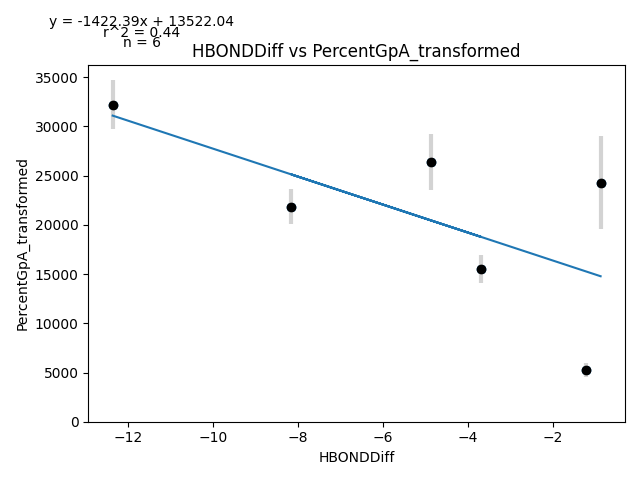 y = -1422.39x + 13522.04
r^2 = 0.44
n = 6
HBONDDiff vs PercentGpA_transformed
35000
30000
25000
20000
15000
10000
5000
0
PercentGpA_transformed
−12
−10
−8
−6
−4
−2
HBONDDiff